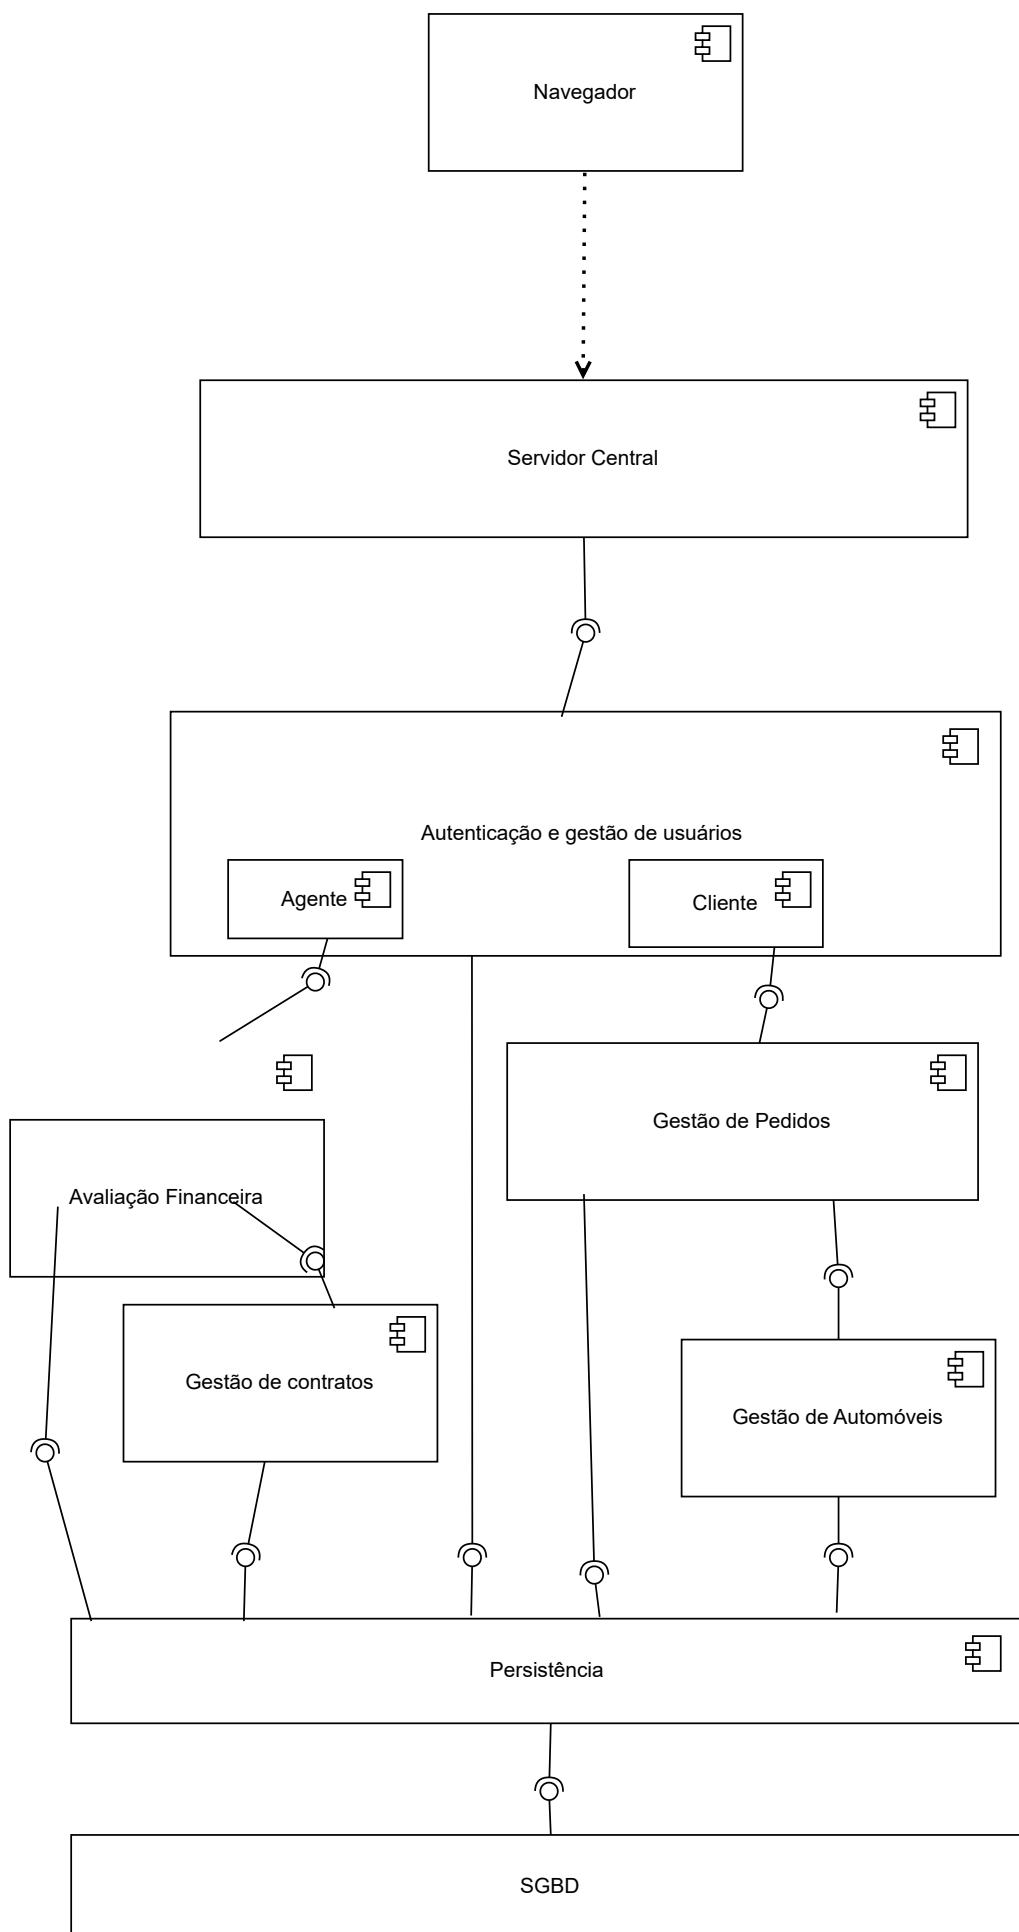 Navegador
Servidor Central
Autenticação e gestão de usuários
Agente
Cliente
Gestão de Pedidos
Avaliação Financeira
Gestão de contratos
Gestão de Automóveis
Persistência
SGBD